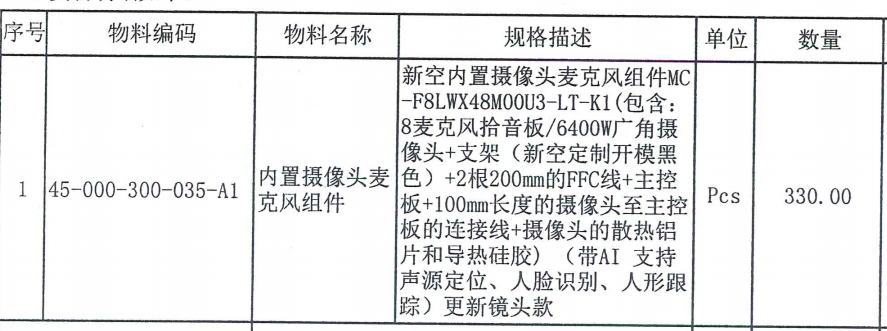 序号 物料编码 物料名称 规格描述 单位 数量
新空内置摄像头麦克风组件MC
-F8LWX48M00U3-LT-K1(包含:
8麦克风拾音板/6400W广角摄
像头+支架（新空定制开模黑
1 45-000-300-035-A1 内置摄像头麦 色）+2根200mm的FFC线+主控 Pcs 330.00
克风组件 板+100mm长度的摄像头至主控
板的连接线+摄像头的散热铝
片和导热硅胶) （带AI 支持
声源定位、人脸识别、人形跟
踪）更新镜头款